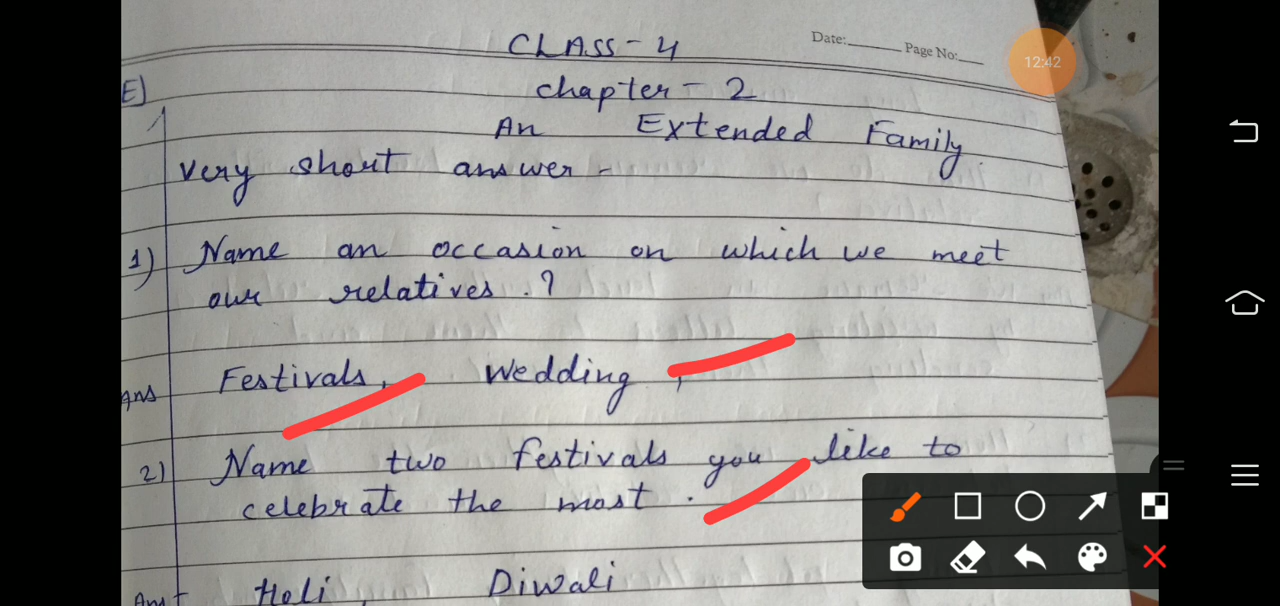 CLASS-4
Date:______ Page No:___
12:42
E)
chapter - 2
An Extended Family
very short answer -
1) Name an occasion on which we meet
our relatives.?
Ans Festivals, Wedding,
2) Name two festivals you like to
celebrate the most.
Ans Holi, Diwali